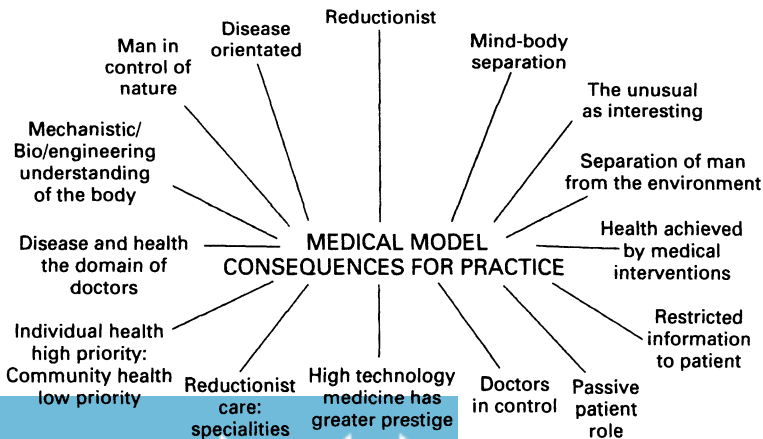 Reductionist
Disease
orientated
Man in
control of
nature
Mind-body
separation
The unusual
as interesting
Mechanistic/
Bio/engineering
understanding
of the body
Separation of man
from the environment
Disease and health
the domain of
doctors
MEDICAL MODEL
CONSEQUENCES FOR PRACTICE
Health achieved
by medical
interventions
Individual health
high priority:
Community health
low priority
Reductionist
care:
specialities
High technology
medicine has
greater prestige
Doctors
in control
Passive
patient
role
Restricted
information
to patient